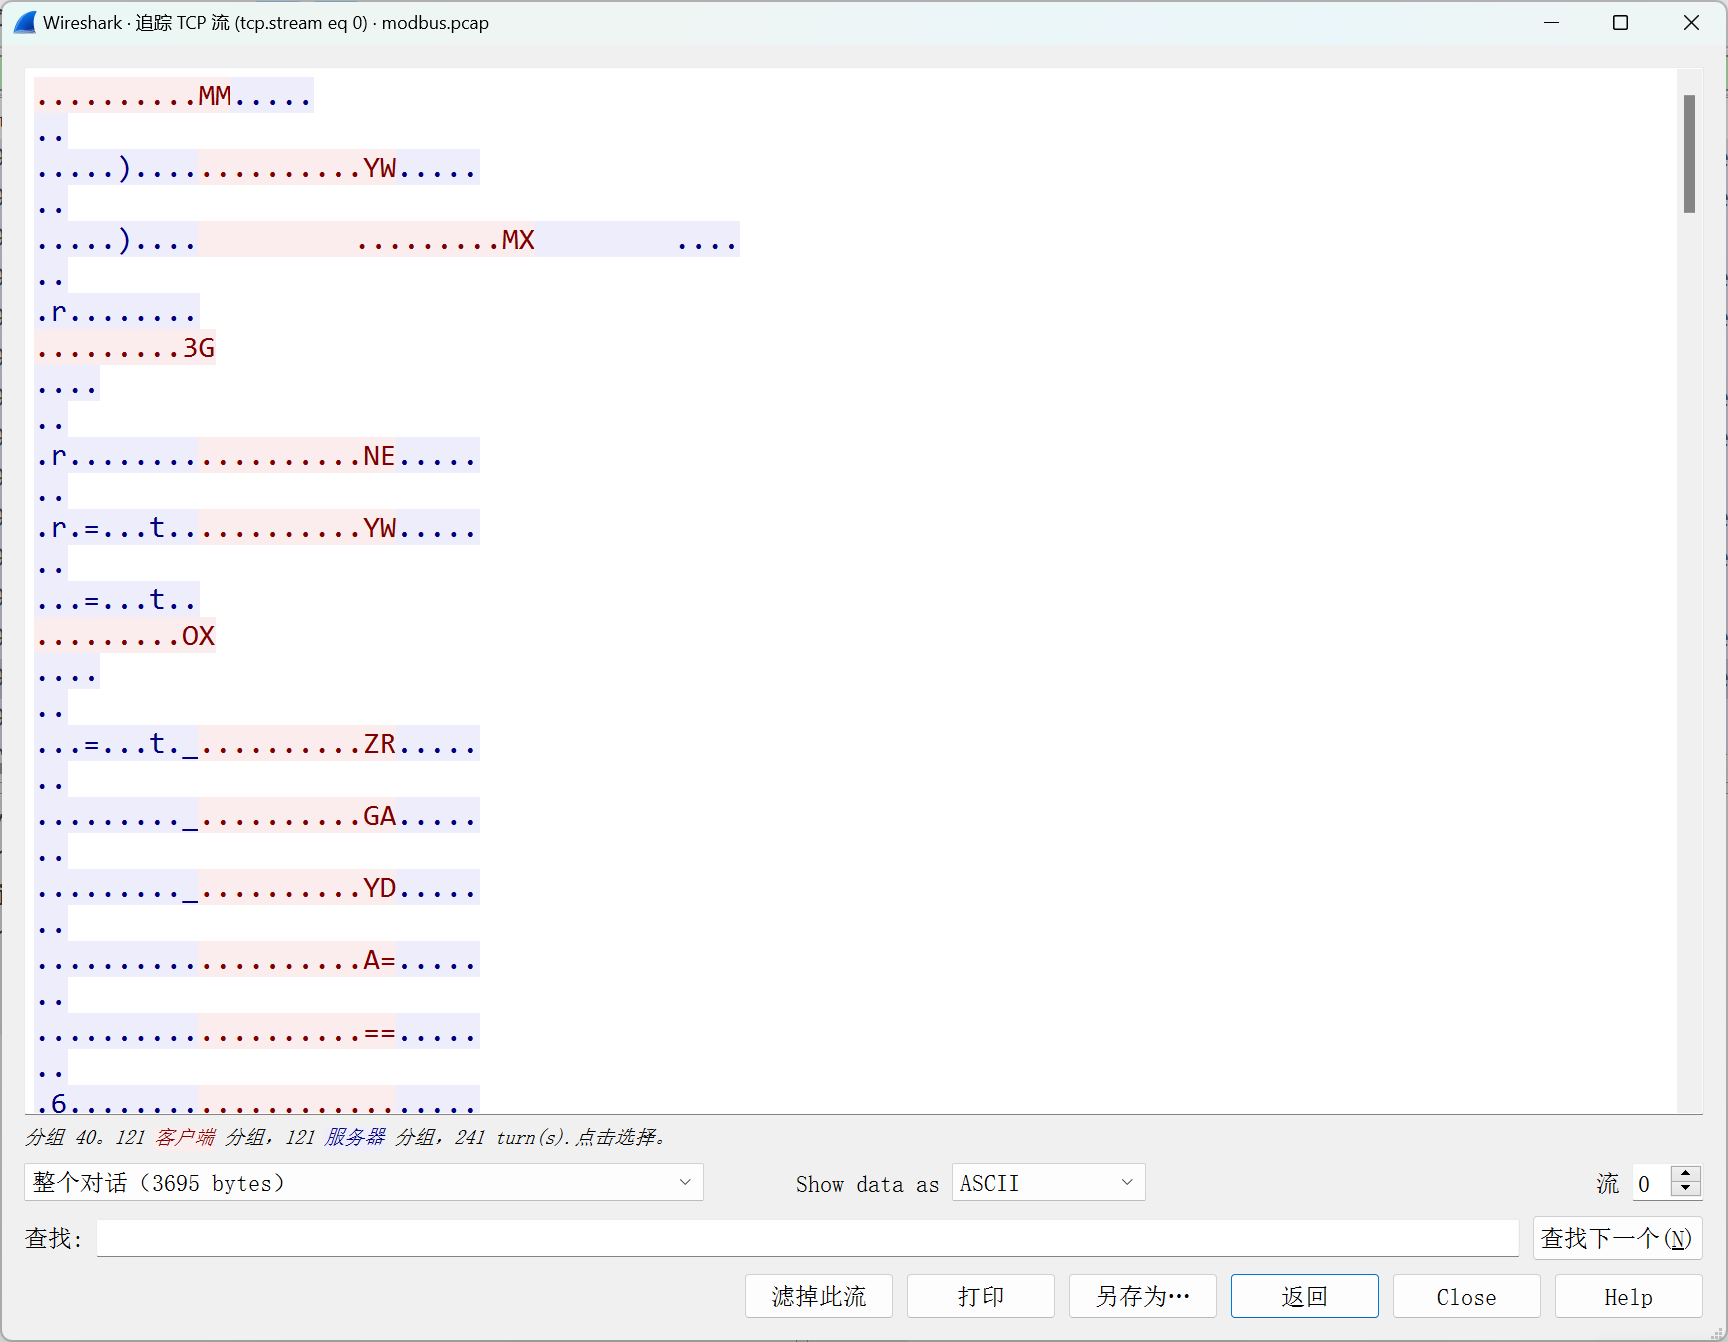 Wireshark · 追踪 TCP 流 (tcp.stream eq 0) · modbus.pcap
..........MM.....
..
.....)..............YW.....
..
.....)....          .........MX         ....
..
.r........
.........3G
....
..
.r..................NE.....
..
.r.=...t............YW.....
..
...=...t..
.........OX
....
..
...=...t._..........ZR.....
..
........._..........GA.....
..
........._..........YD.....
..
....................A=.....
..
....................==.....
..
.6.........................
分组 40。121 客户端 分组，121 服务器 分组，241 turn(s).点击选择。
整个对话（3695 bytes） Show data as ASCII 流 0
查找: 查找下一个(N)
滤掉此流 打印 另存为… 返回 Close Help